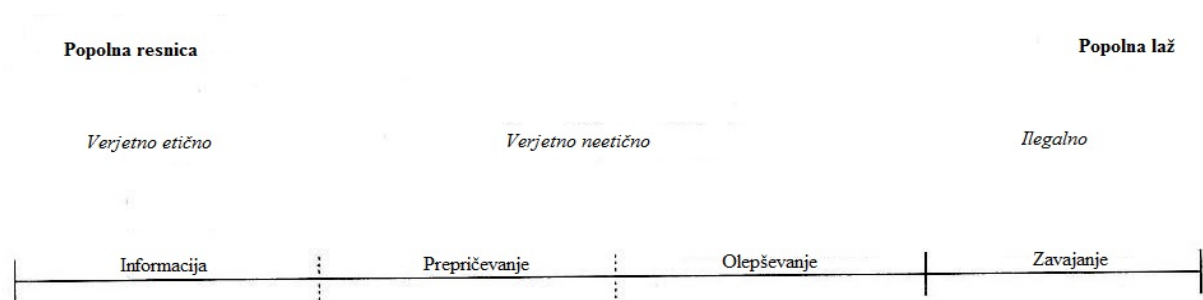 Popolna resnica Popolna laž
Verjetno etično Verjetno neetično Ilegalno
Informacija Prepričevanje Olepševanje Zavajanje